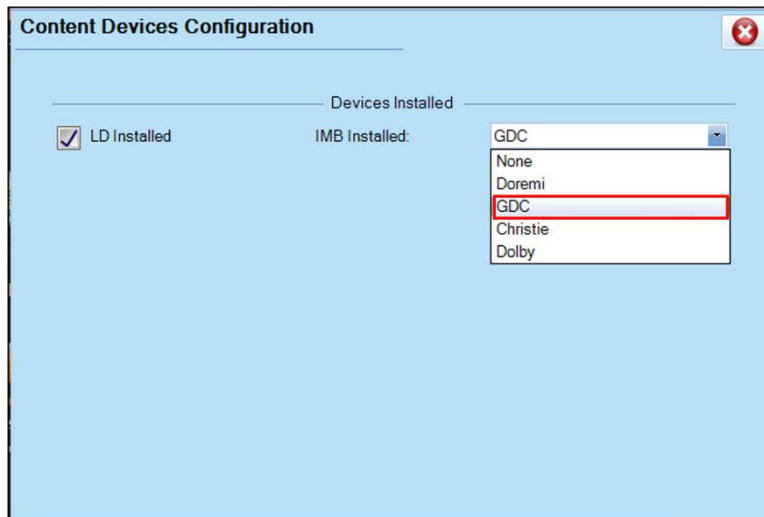 Content Devices Configuration
Devices Installed
LD Installed IMB Installed: GDC
None
Doremi
GDC
Christie
Dolby